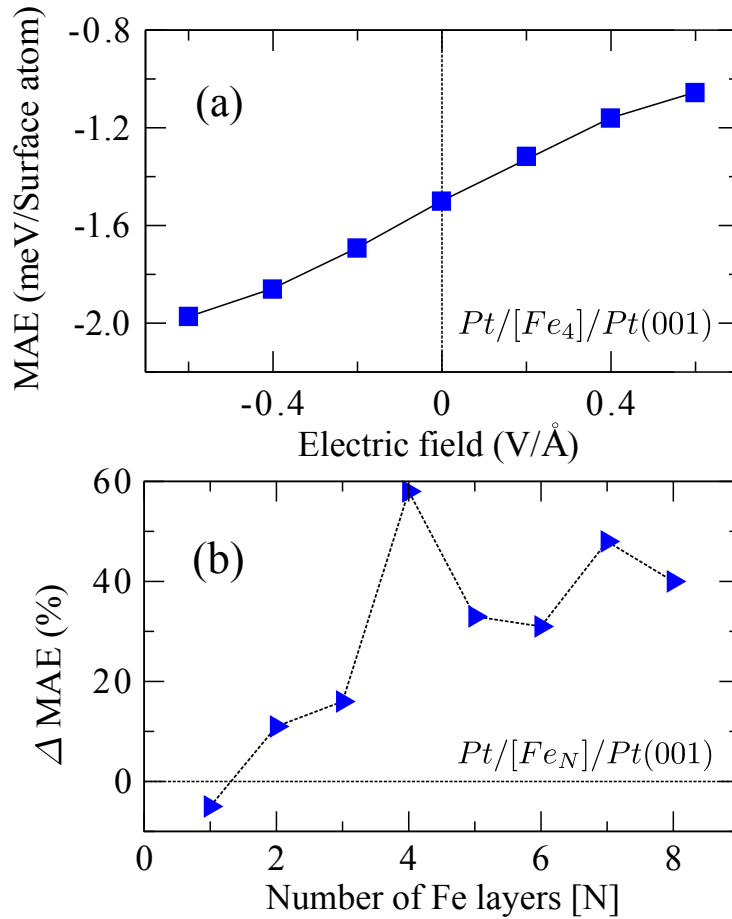 -0.8
-1.2
-1.6
-2.0
MAE (meV/Surface atom)
(a)
Pt/[Fe₄]/Pt(001)
-0.4 0 0.4
Electric field (V/Å)
60
40
20
0
Δ MAE (%)
(b)
Pt/[Fe_N]/Pt(001)
0 2 4 6 8
Number of Fe layers [N]